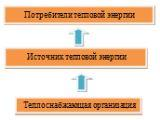 Потребители тепловой энергии
Источник тепловой энергии
Теплоснабжающая организация